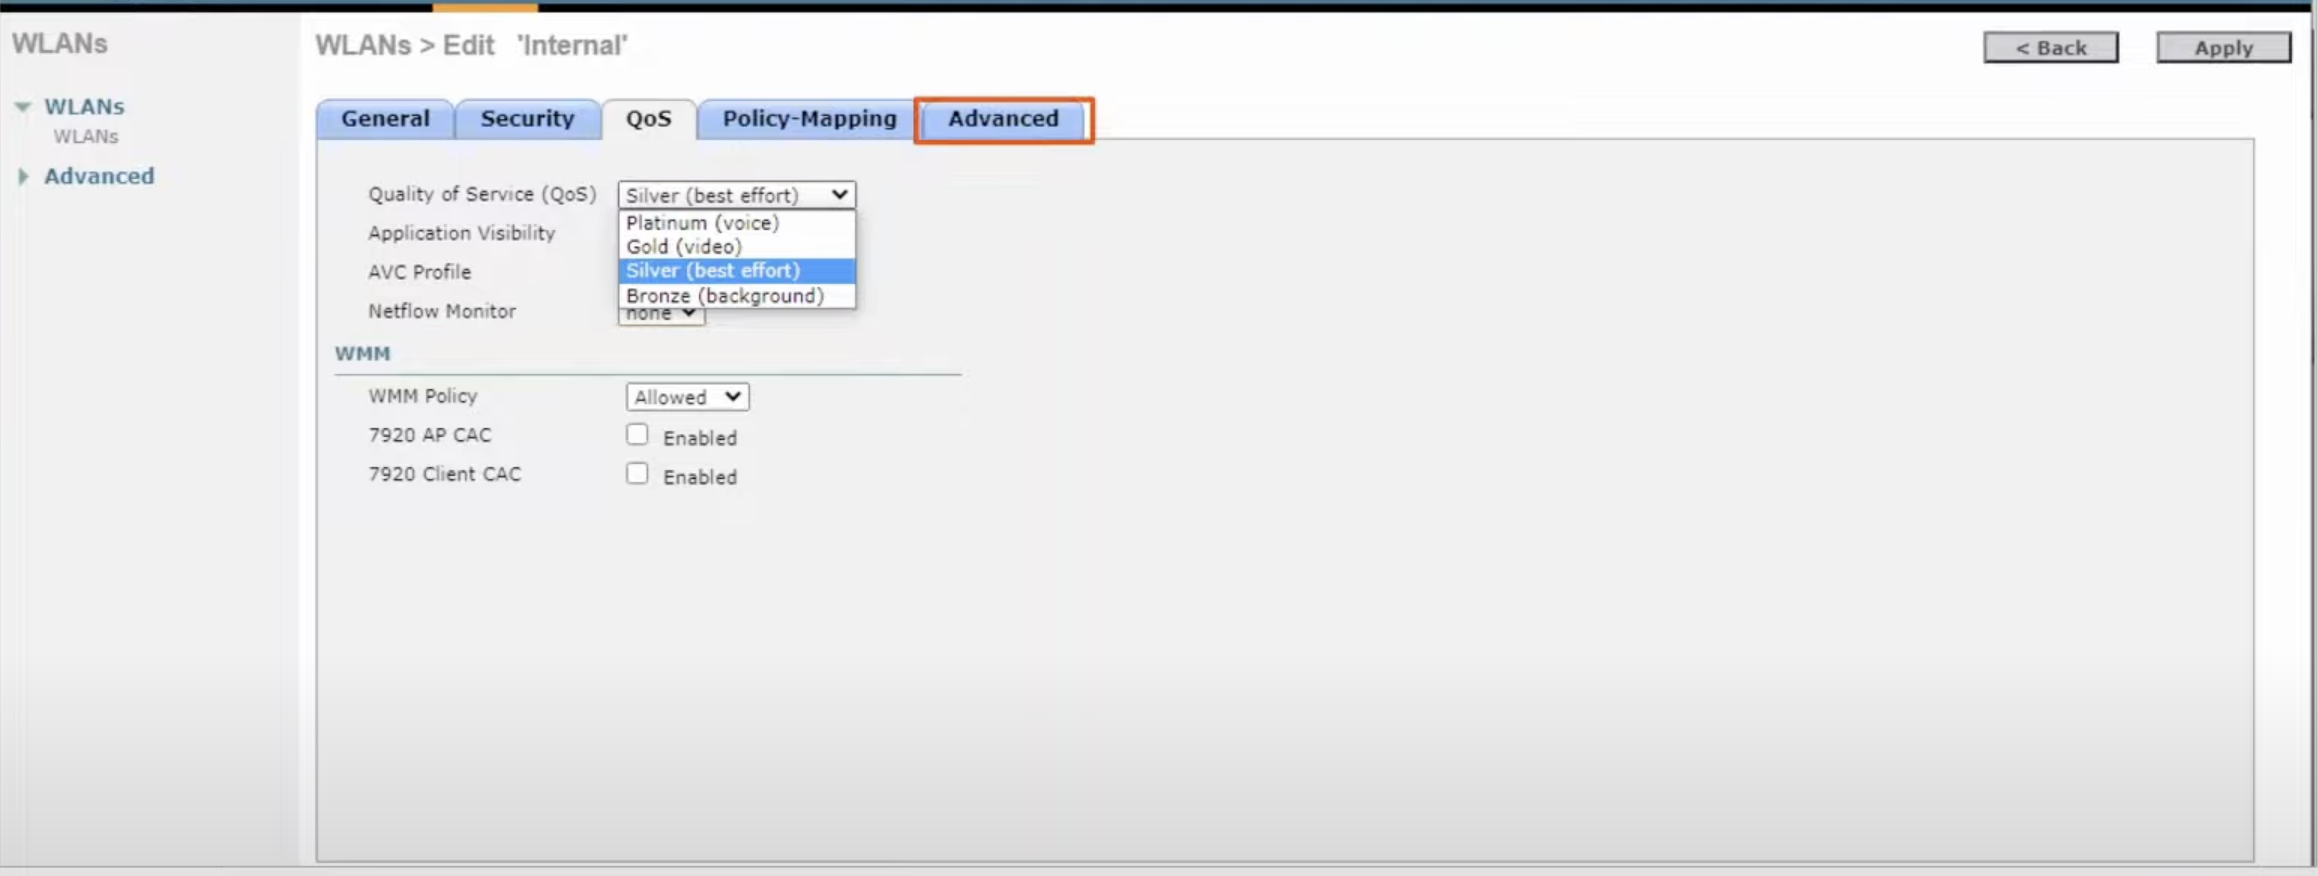 WLANs
WLANs
WLANs
Advanced
WLANs > Edit 'Internal'
< Back
Apply
General
Security
QoS
Policy-Mapping
Advanced
Quality of Service (QoS) Silver (best effort)
Platinum (voice)
Application Visibility
Gold (video)
AVC Profile
Silver (best effort)
Bronze (background)
Netflow Monitor none
WMM
WMM Policy Allowed
7920 AP CAC Enabled
7920 Client CAC Enabled